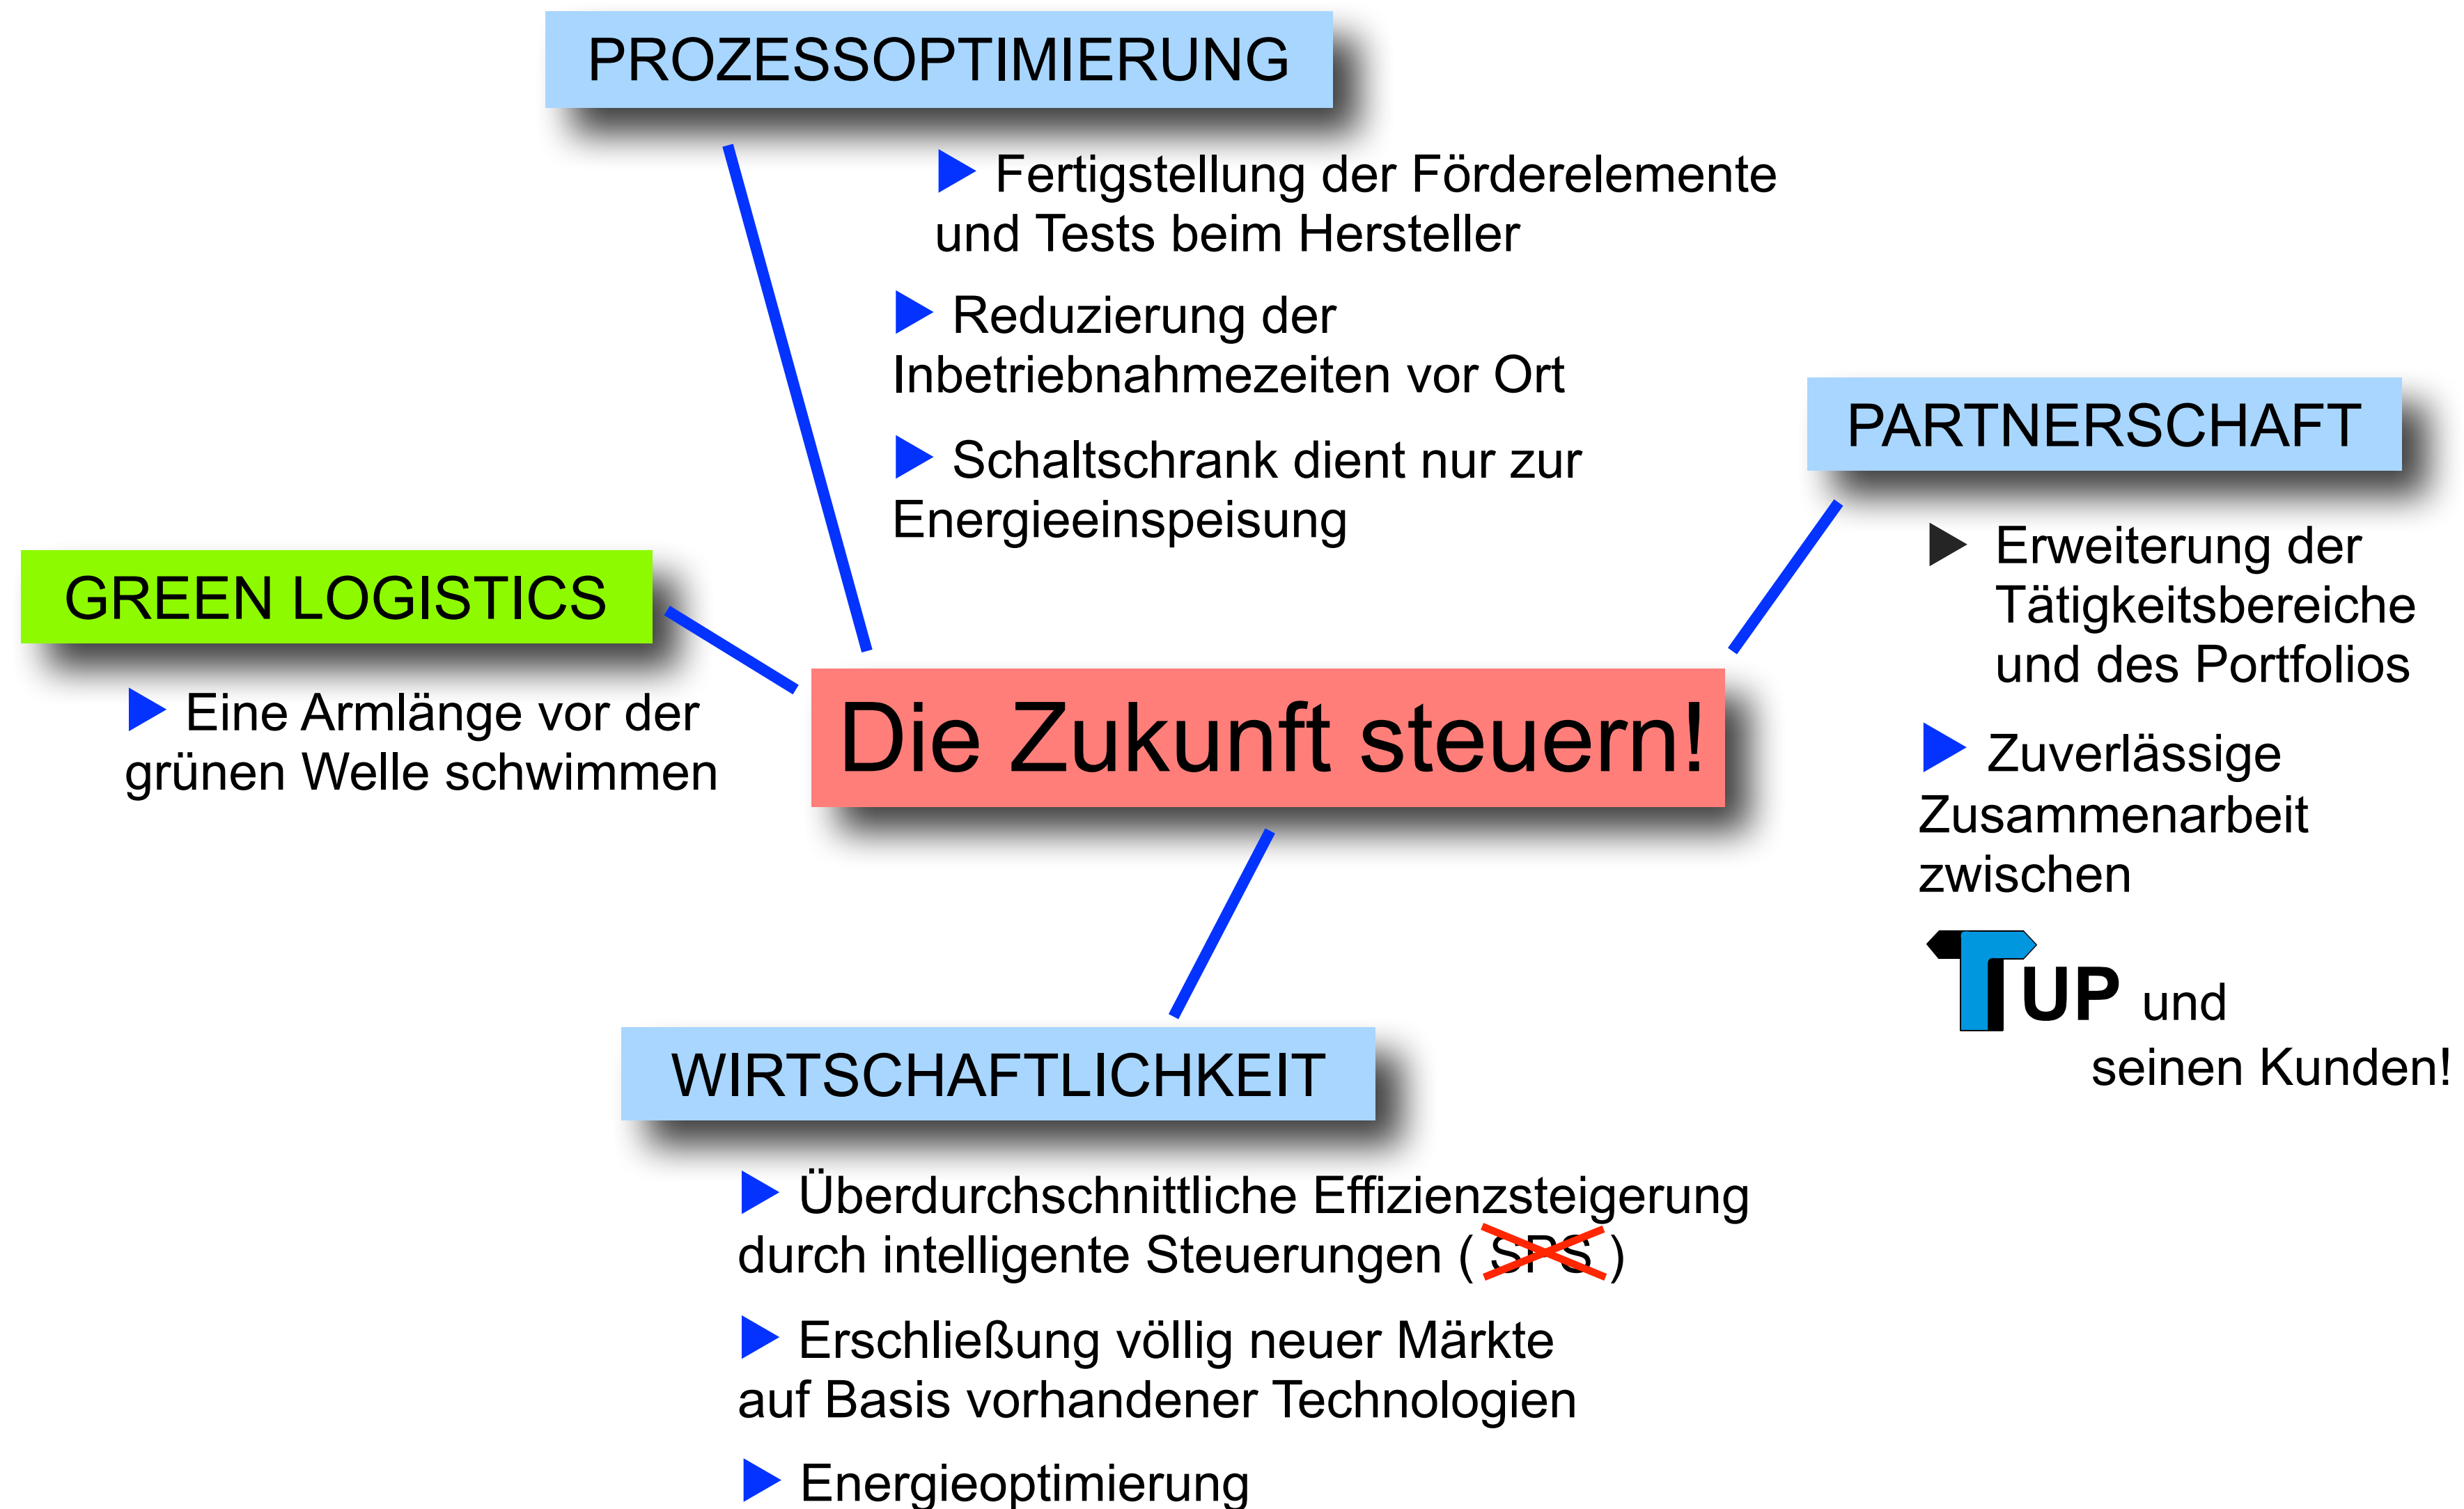 PROZESSOPTIMIERUNG
▶ Fertigstellung der Förderelemente
und Tests beim Hersteller
▶ Reduzierung der
Inbetriebnahmezeiten vor Ort
▶ Schaltschrank dient nur zur
Energieeinspeisung
PARTNERSCHAFT
▶ Erweiterung der
Tätigkeitsbereiche
und des Portfolios
▶ Zuverlässige
Zusammenarbeit
zwischen
TUP und
seinen Kunden!
GREEN LOGISTICS
▶ Eine Armlänge vor der
grünen Welle schwimmen
Die Zukunft steuern!
WIRTSCHAFTLICHKEIT
▶ Überdurchschnittliche Effizienzsteigerung
durch intelligente Steuerungen ( SPS )
▶ Erschließung völlig neuer Märkte
auf Basis vorhandener Technologien
▶ Energieoptimierung